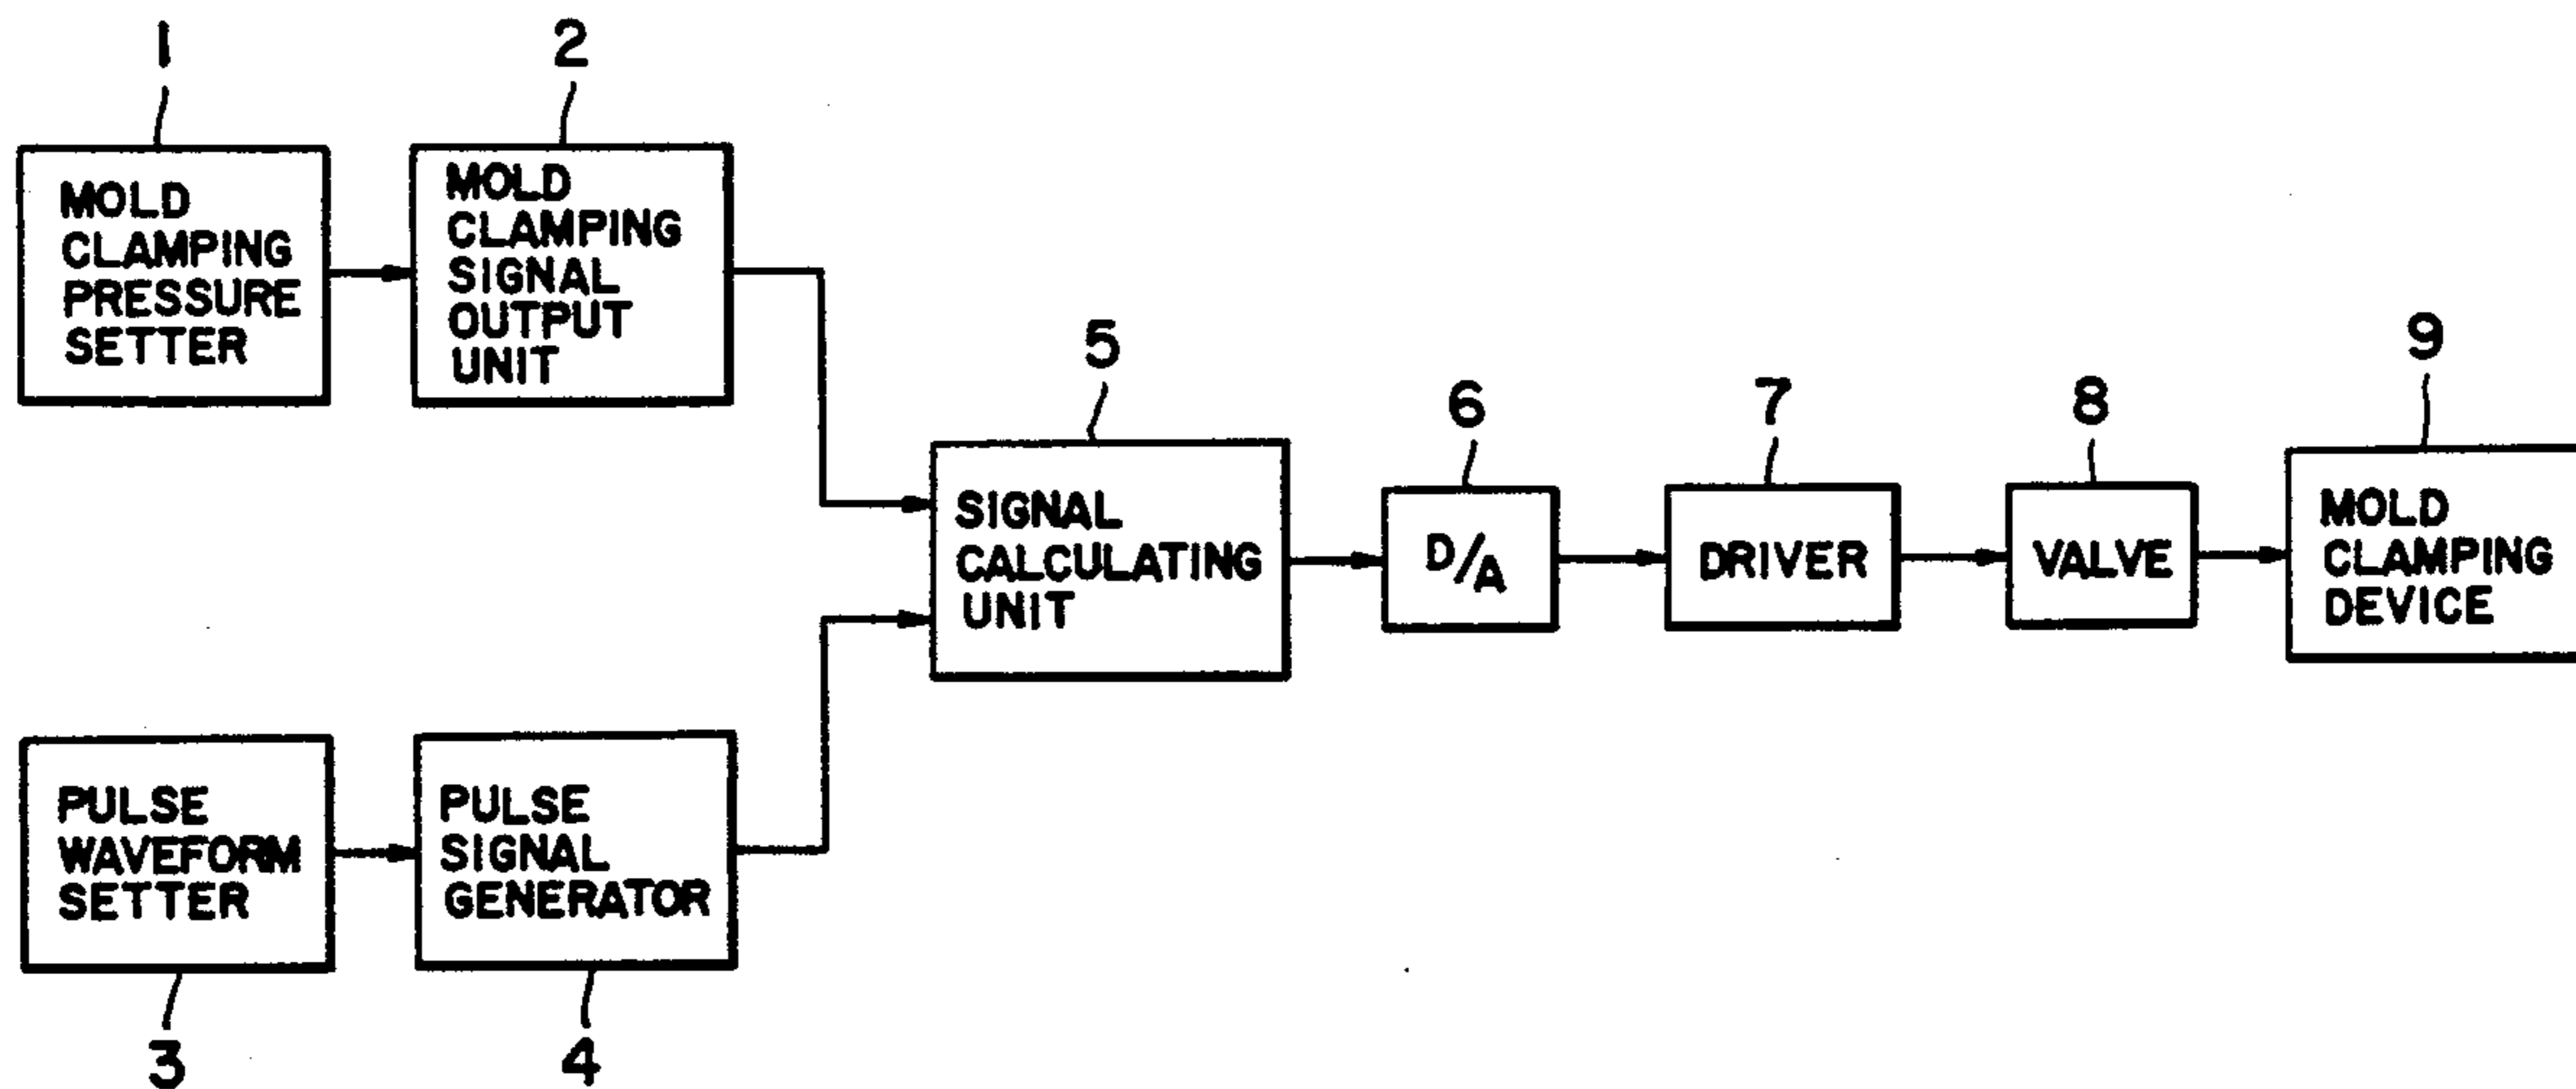 1
2
MOLD
CLAMPING
PRESSURE
SETTER
MOLD
CLAMPING
SIGNAL
OUTPUT
UNIT
5
SIGNAL
CALCULATING
UNIT
6
D/A
7
DRIVER
8
VALVE
9
MOLD
CLAMPING
DEVICE
PULSE
WAVEFORM
SETTER
PULSE
SIGNAL
GENERATOR
3
4